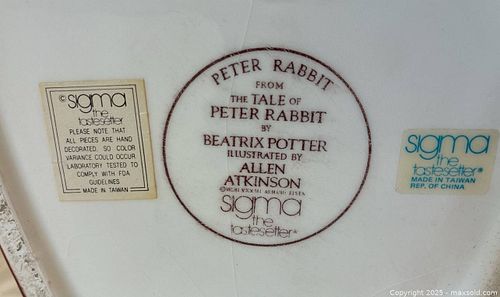 ©sigma
the
tastesetter
PLEASE NOTE THAT
ALL PIECES ARE HAND
DECORATED, SO COLOR
VARIANCE COULD OCCUR
LABORATORY TESTED TO
COMPLY WITH FDA
GUIDELINES
MADE IN TAIWAN
PETER RABBIT
FROM
THE TALE OF
PETER RABBIT
BY
BEATRIX POTTER
ILLUSTRATED BY
ALLEN
ATKINSON
sigma
the
tastesetter®
sigma
the
tastesetter®
MADE IN TAIWAN
REP. OF CHINA
Copyright © 2025 - maxsold.com